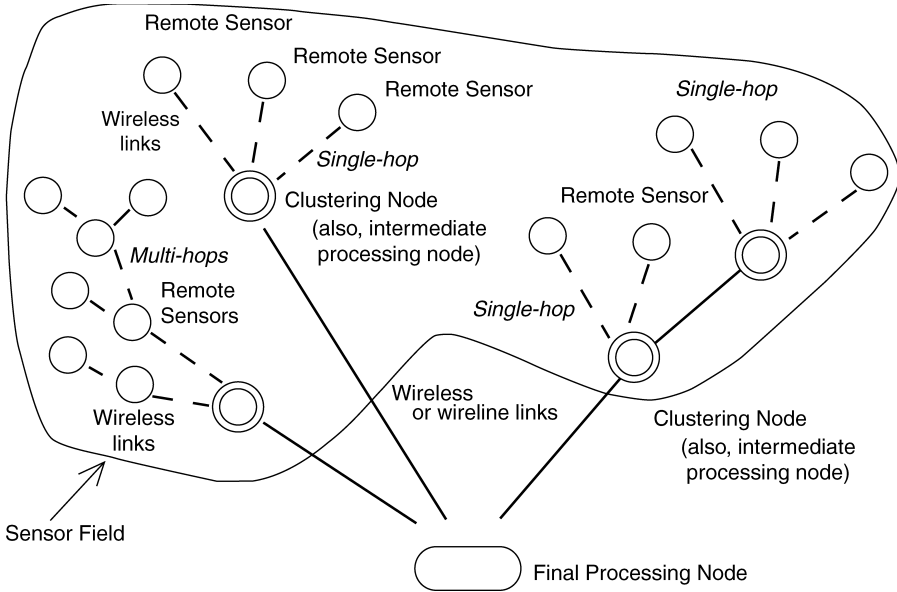 Remote Sensor
Remote Sensor
Remote Sensor
Single-hop
Wireless
links
Single-hop
Clustering Node
(also, intermediate
processing node)
Remote Sensor
Multi-hops
Remote
Sensors
Single-hop
Wireless
or wireline links
Wireless
links
Clustering Node
(also, intermediate
processing node)
Sensor Field
Final Processing Node